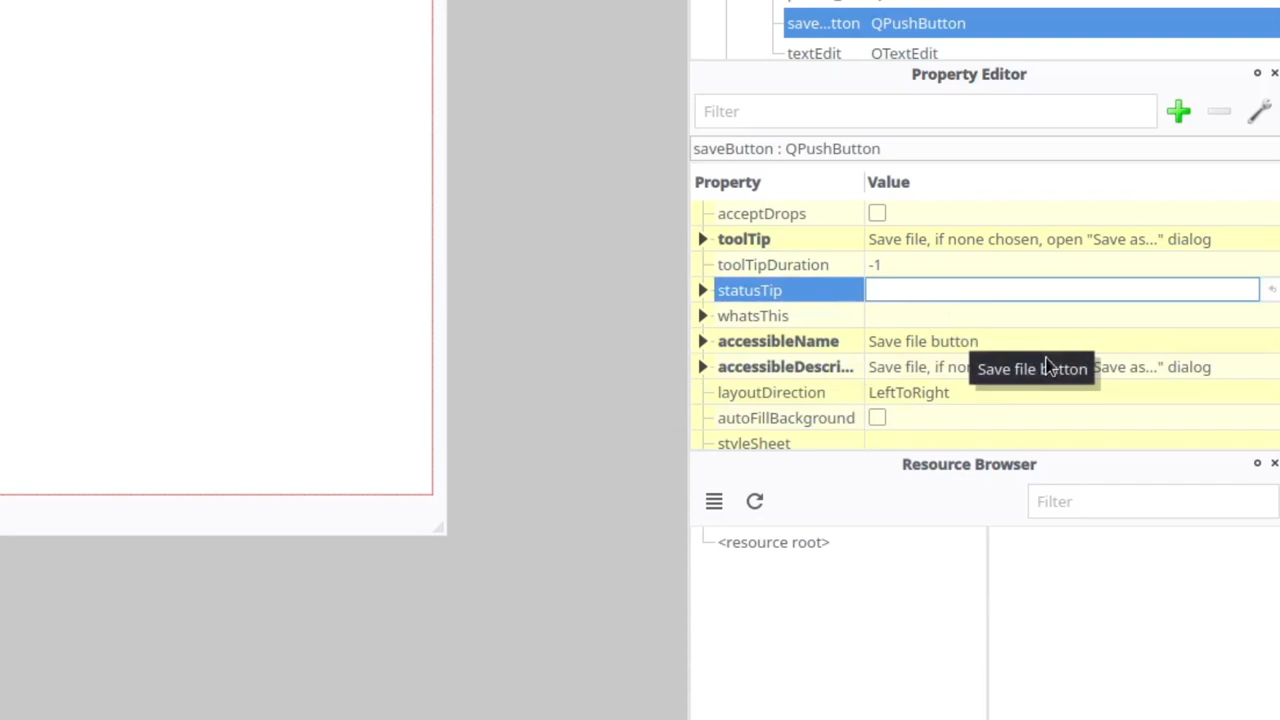 save...tton QPushButton
textEdit QTextEdit
Property Editor
Filter
saveButton : QPushButton
Property Value
acceptDrops
toolTip Save file, if none chosen, open "Save as..." dialog
toolTipDuration -1
statusTip
whatsThis
accessibleName Save file button
accessibleDescri... Save file, if Save as..." dialog
Save file button
layoutDirection LeftToRight
autoFillBackground
styleSheet
Resource Browser
Filter
<resource root>